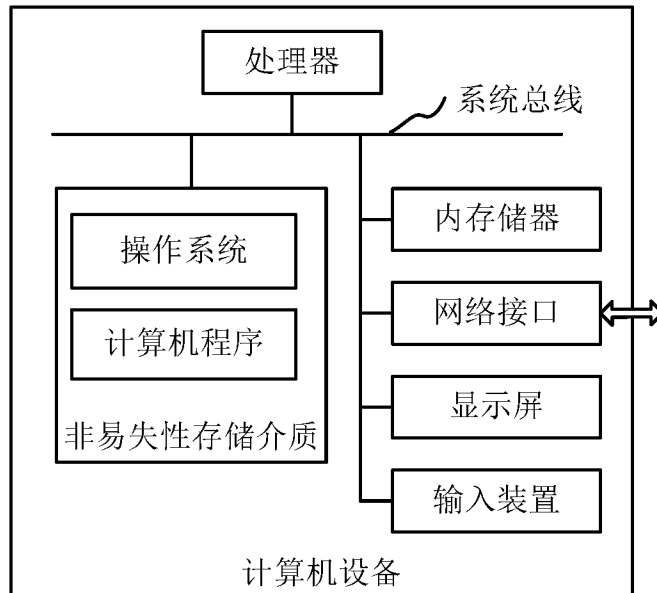 处理器
系统总线
操作系统
计算机程序
非易失性存储介质
内存储器
网络接口
显示屏
输入装置
计算机设备